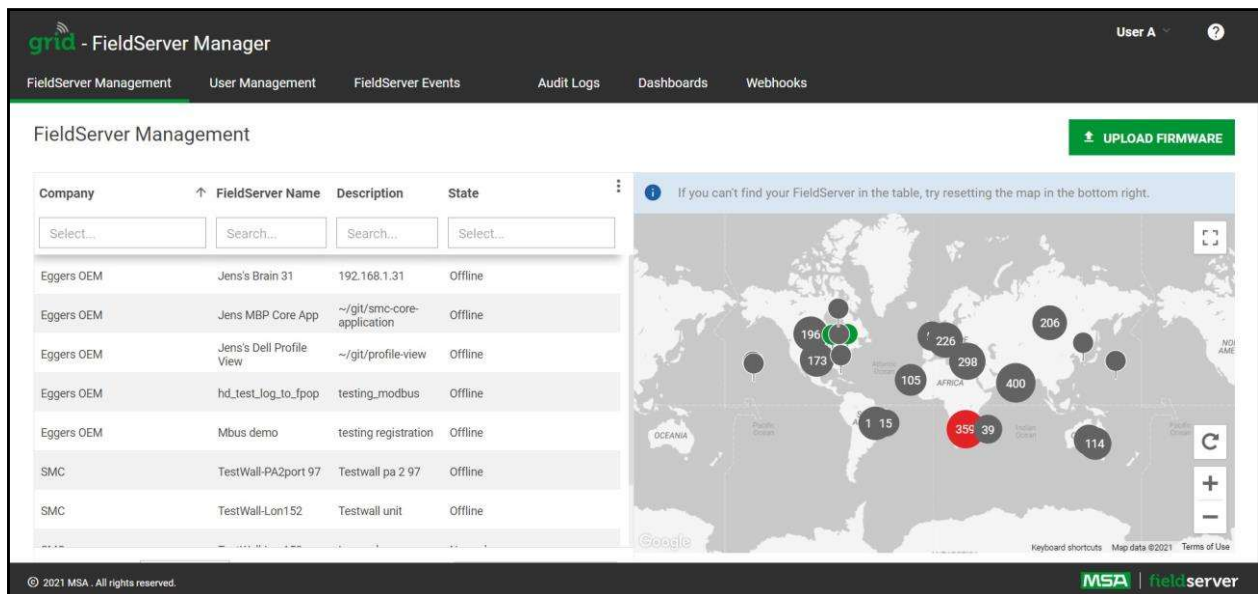 grid - FieldServer Manager
User A
FieldServer Management User Management FieldServer Events Audit Logs Dashboards Webhooks
FieldServer Management
UPLOAD FIRMWARE
Company FieldServer Name Description State
Select... Search... Search... Select...
If you can't find your FieldServer in the table, try resetting the map in the bottom right.
Eggers OEM Jens's Brain 31 192.168.1.31 Offline
Eggers OEM Jens MBP Core App ~/git/smc-core-application Offline
Eggers OEM Jens's Dell Profile View ~/git/profile-view Offline
Eggers OEM hd_test_log_to_fpop testing_modbus Offline
Eggers OEM Mbus demo testing registration Offline
SMC TestWall-PA2port 97 Testwall pa 2 97 Offline
SMC TestWall-Lon152 Testwall unit Offline
196
173
226
298
206
105
AFRICA
400
1 15
359 39
114
OCEANIA
Pacific Ocean
Atlantic Ocean
Indian Ocean
Google
Keyboard shortcuts Map data ©2021 Terms of Use
© 2021 MSA . All rights reserved.
MSA | fieldserver